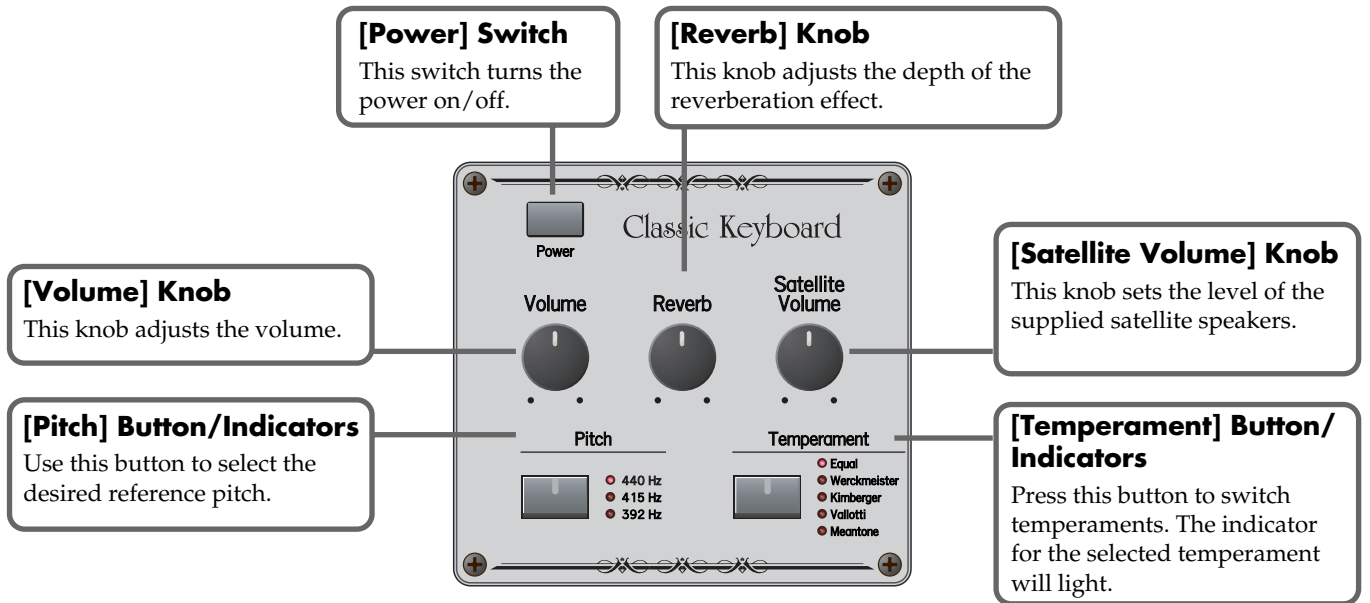 [Power] Switch
This switch turns the
power on/off.
[Reverb] Knob
This knob adjusts the depth of the
reverberation effect.
Classic Keyboard
Power
[Volume] Knob
This knob adjusts the volume.
Volume
Reverb
Satellite
Volume
[Satellite Volume] Knob
This knob sets the level of the
supplied satellite speakers.
[Pitch] Button/Indicators
Use this button to select the
desired reference pitch.
Pitch
440 Hz
415 Hz
392 Hz
Temperament
Equal
Werckmeister
Kirnberger
Vallotti
Meantone
[Temperament] Button/
Indicators
Press this button to switch
temperaments. The indicator
for the selected temperament
will light.